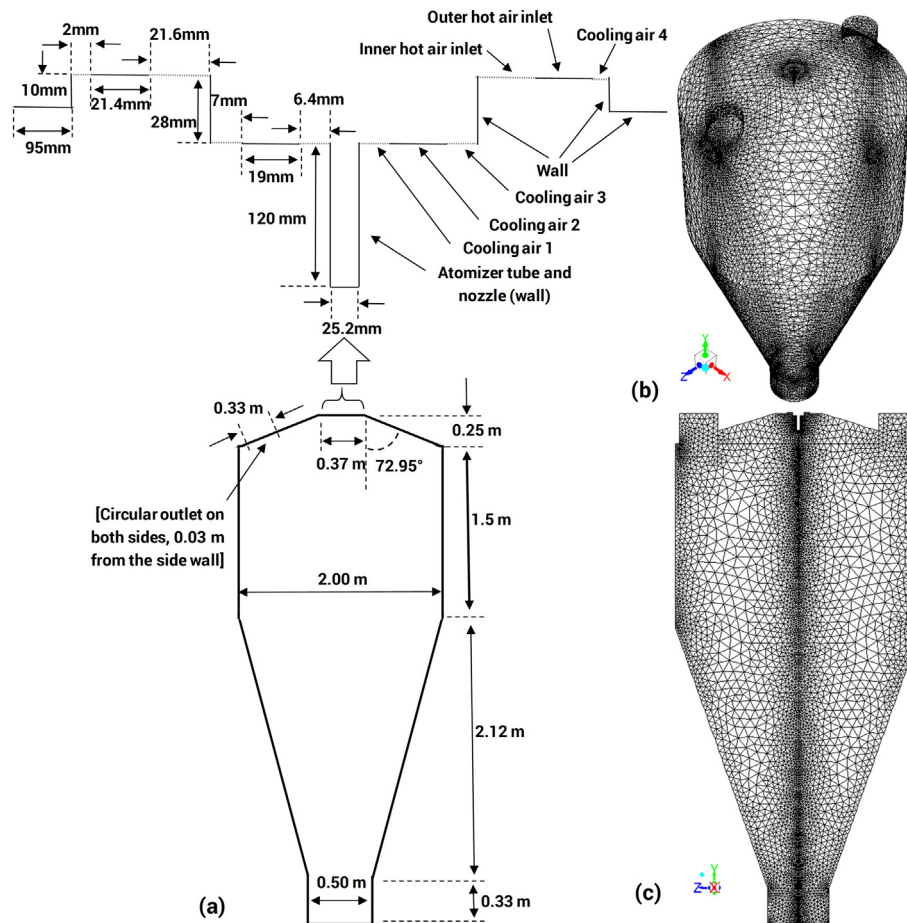 2mm
21.6mm
Outer hot air inlet
Inner hot air inlet
Cooling air 4
10mm
21.4mm
7mm
6.4mm
28mm
95mm
19mm
Wall
Cooling air 3
120 mm
Cooling air 2
Cooling air 1
Atomizer tube and
nozzle (wall)
25.2mm
Y
Z
X
(b)
0.33 m
0.25 m
0.37 m
72.95°
[Circular outlet on
both sides, 0.03 m
from the side wall]
1.5 m
2.00 m
2.12 m
0.50 m
0.33 m
(a)
Y
Z
X
(c)